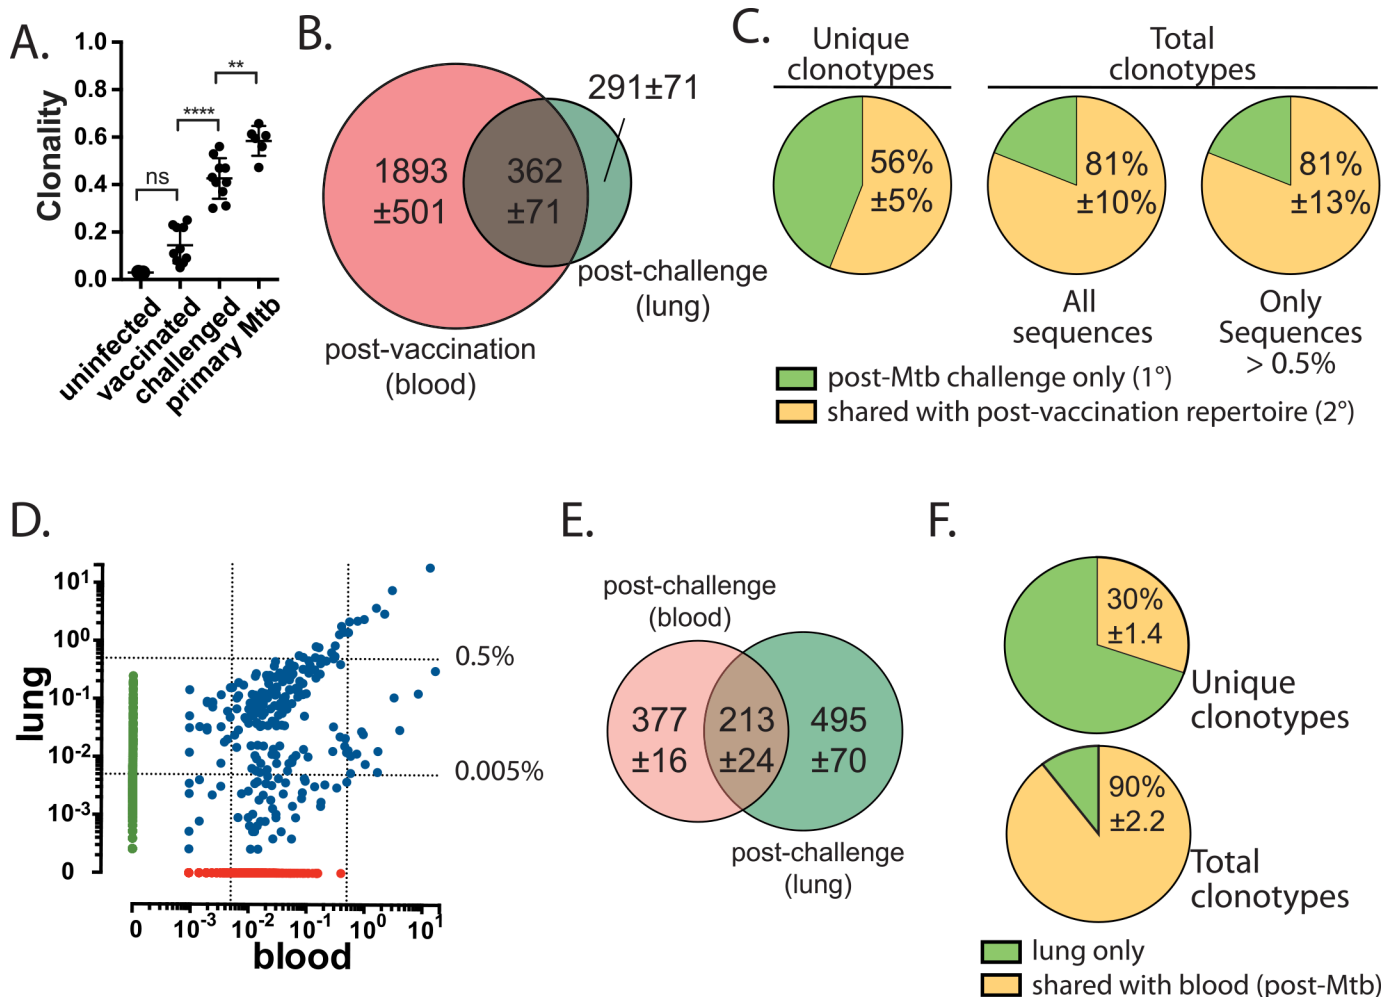 A.
Clonality
1.0
0.8
0.6
0.4
0.2
0.0
ns
****
**
uninfected
vaccinated
challenged
primary Mtb
B.
1893
±501
362
±71
291±71
post-challenge
(lung)
post-vaccination
(blood)
C.
Unique
clonotypes
Total
clonotypes
56%
±5%
81%
±10%
81%
±13%
All
sequences
Only
Sequences
> 0.5%
post-Mtb challenge only (1°)
shared with post-vaccination repertoire (2°)
D.
lung
10¹
10⁰
10⁻¹
10⁻²
10⁻³
0
0.5%
0.005%
0
10⁻³
10⁻²
10⁻¹
10⁰
10¹
blood
E.
post-challenge
(blood)
377
±16
213
±24
495
±70
post-challenge
(lung)
F.
30%
±1.4
Unique
clonotypes
90%
±2.2
Total
clonotypes
lung only
shared with blood (post-Mtb)